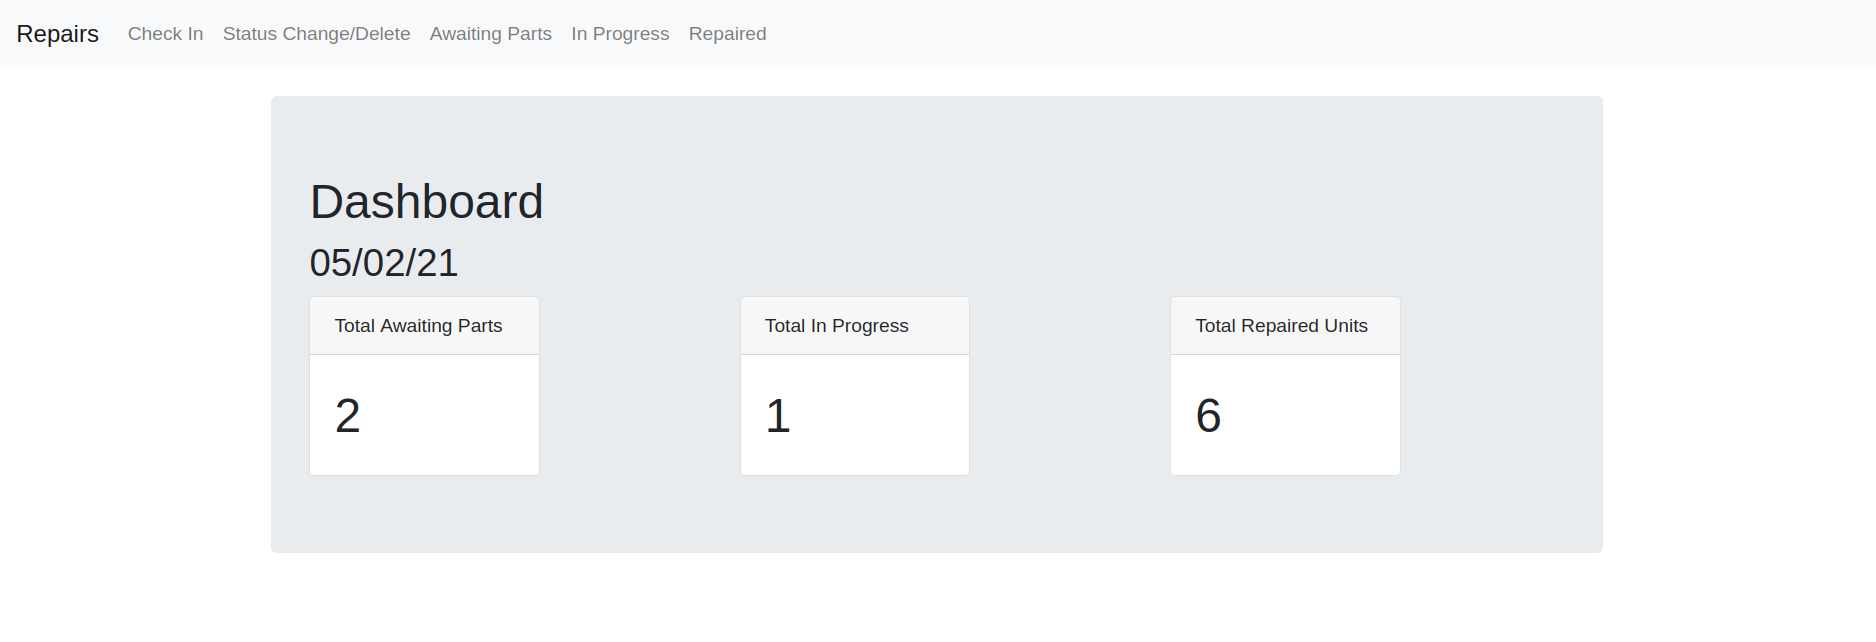 Repairs Check In Status Change/Delete Awaiting Parts In Progress Repaired
Dashboard
05/02/21
Total Awaiting Parts
2
Total In Progress
1
Total Repaired Units
6